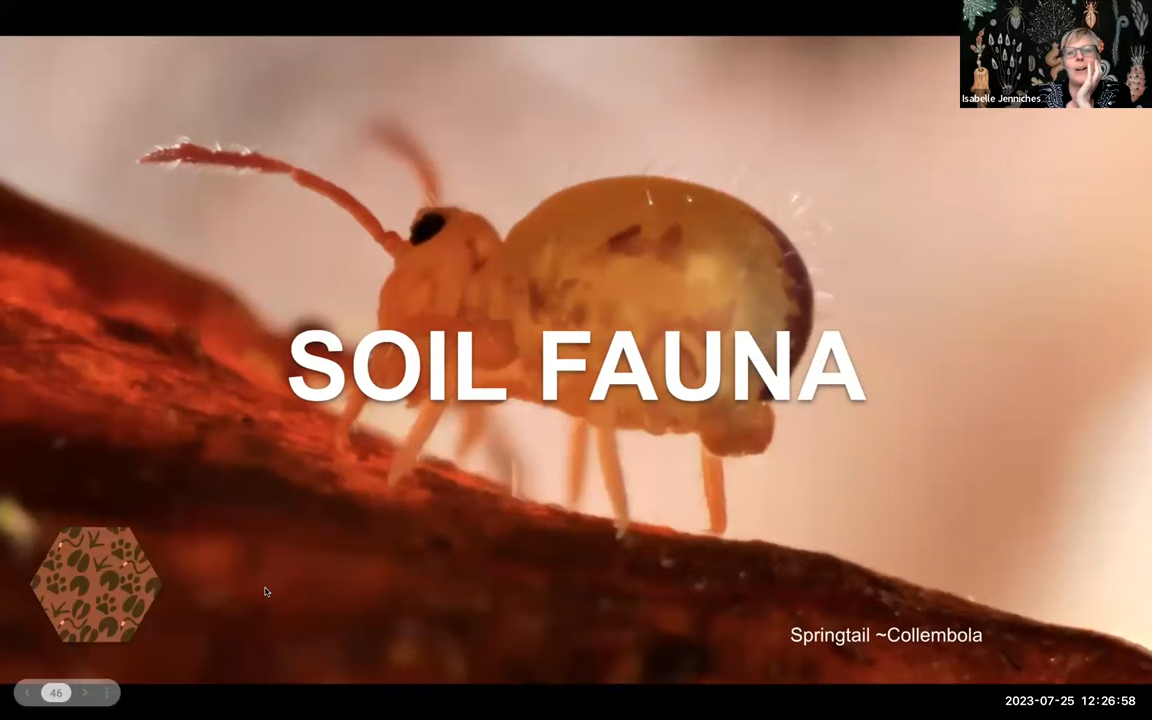 Isabelle Jenniches
SOIL FAUNA
Springtail ~Collembola
46
2023-07-25 12:26:58